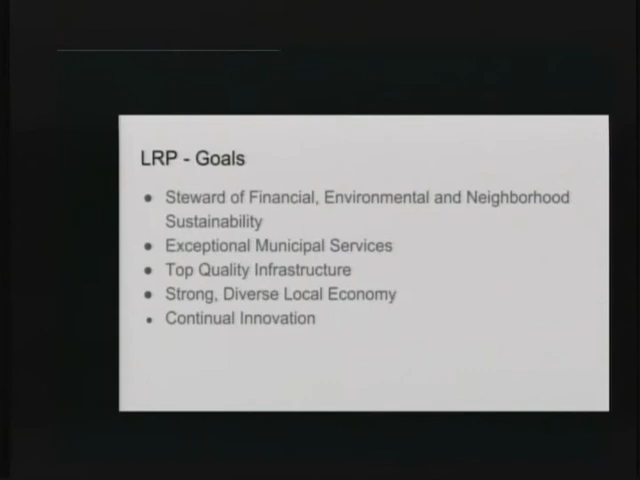 LRP - Goals
● Steward of Financial, Environmental and Neighborhood
Sustainability
● Exceptional Municipal Services
● Top Quality Infrastructure
● Strong, Diverse Local Economy
● Continual Innovation